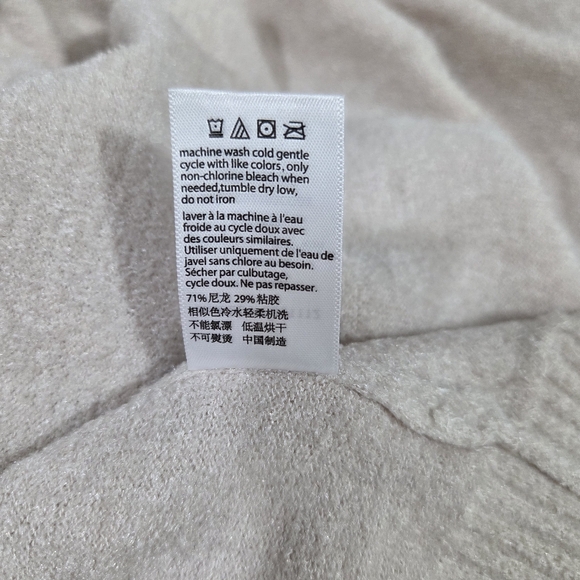 machine wash cold gentle
cycle with like colors, only
non-chlorine bleach when
needed,tumble dry low,
do not iron
laver à la machine à l'eau
froide au cycle doux avec
des couleurs similaires.
Utiliser uniquement de l'eau de
javel sans chlore au besoin.
Sécher par culbutage,
cycle doux. Ne pas repasser.
71%尼龙 29%粘胶
相似色冷水轻柔机洗
不能氯漂 低温烘干
不可熨烫 中国制造